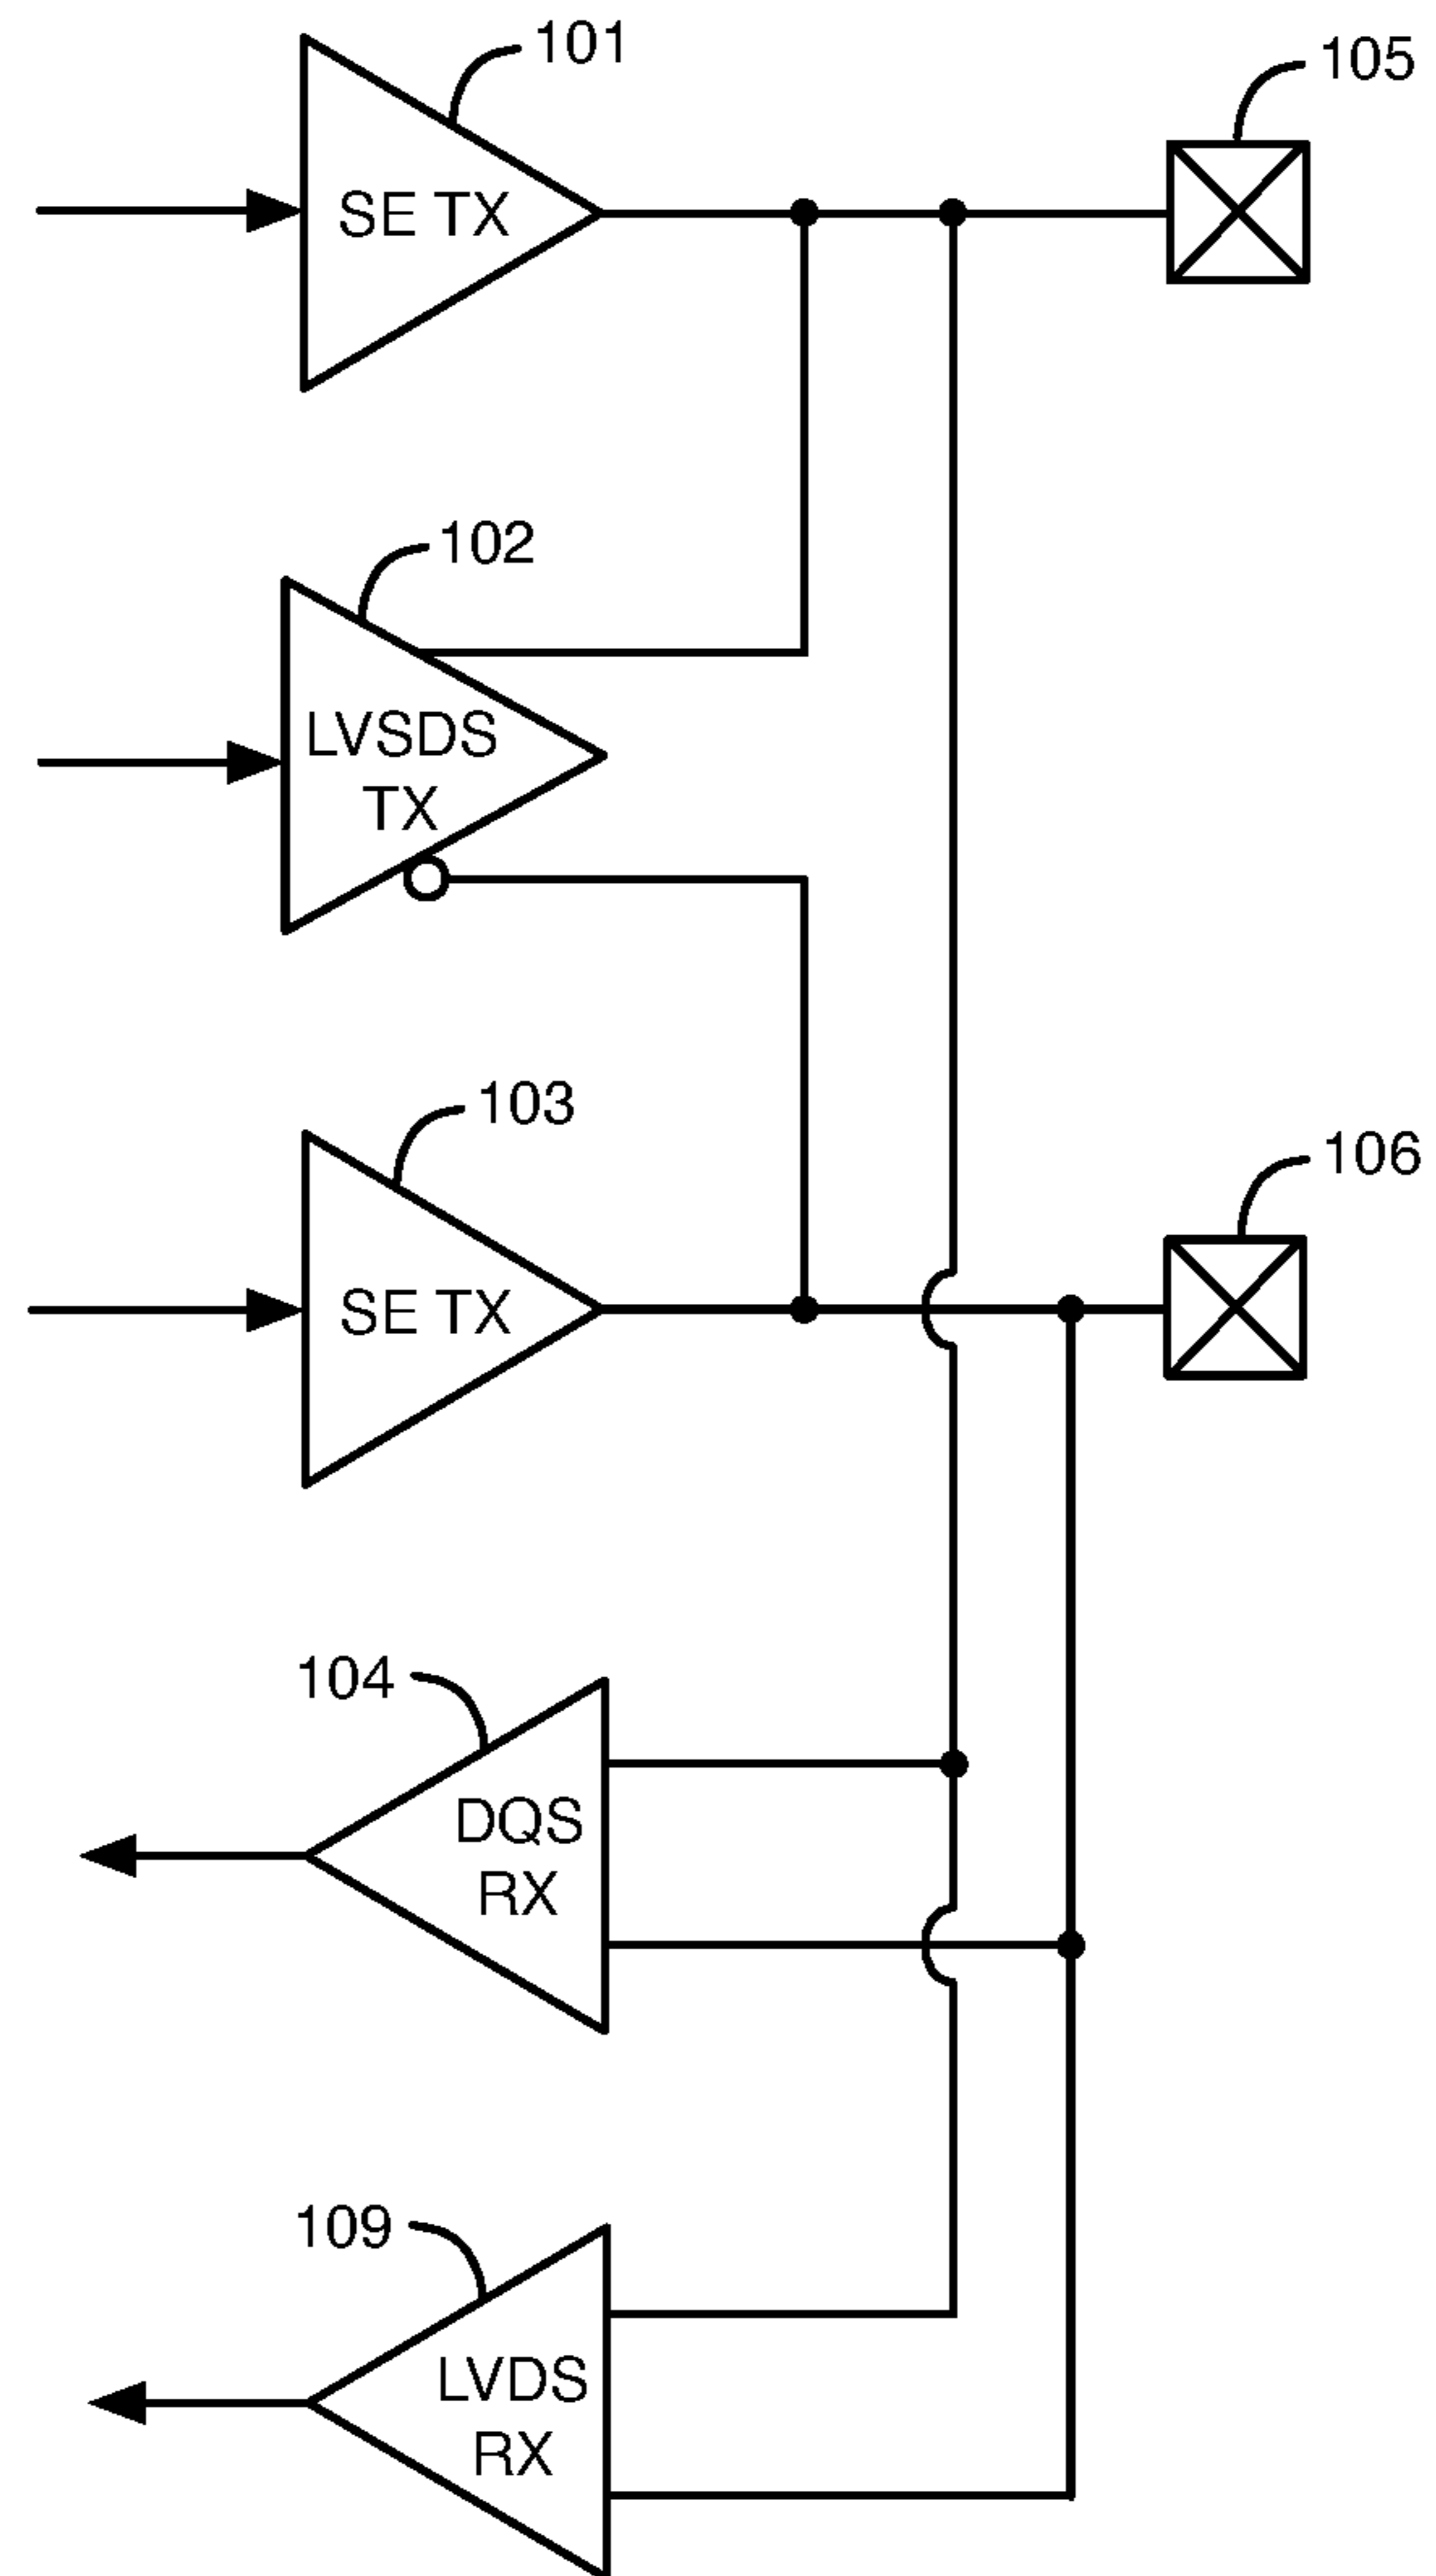 101
105
SE TX
102
LVSDS
TX
103
106
SE TX
104
DQS
RX
109
LVDS
RX